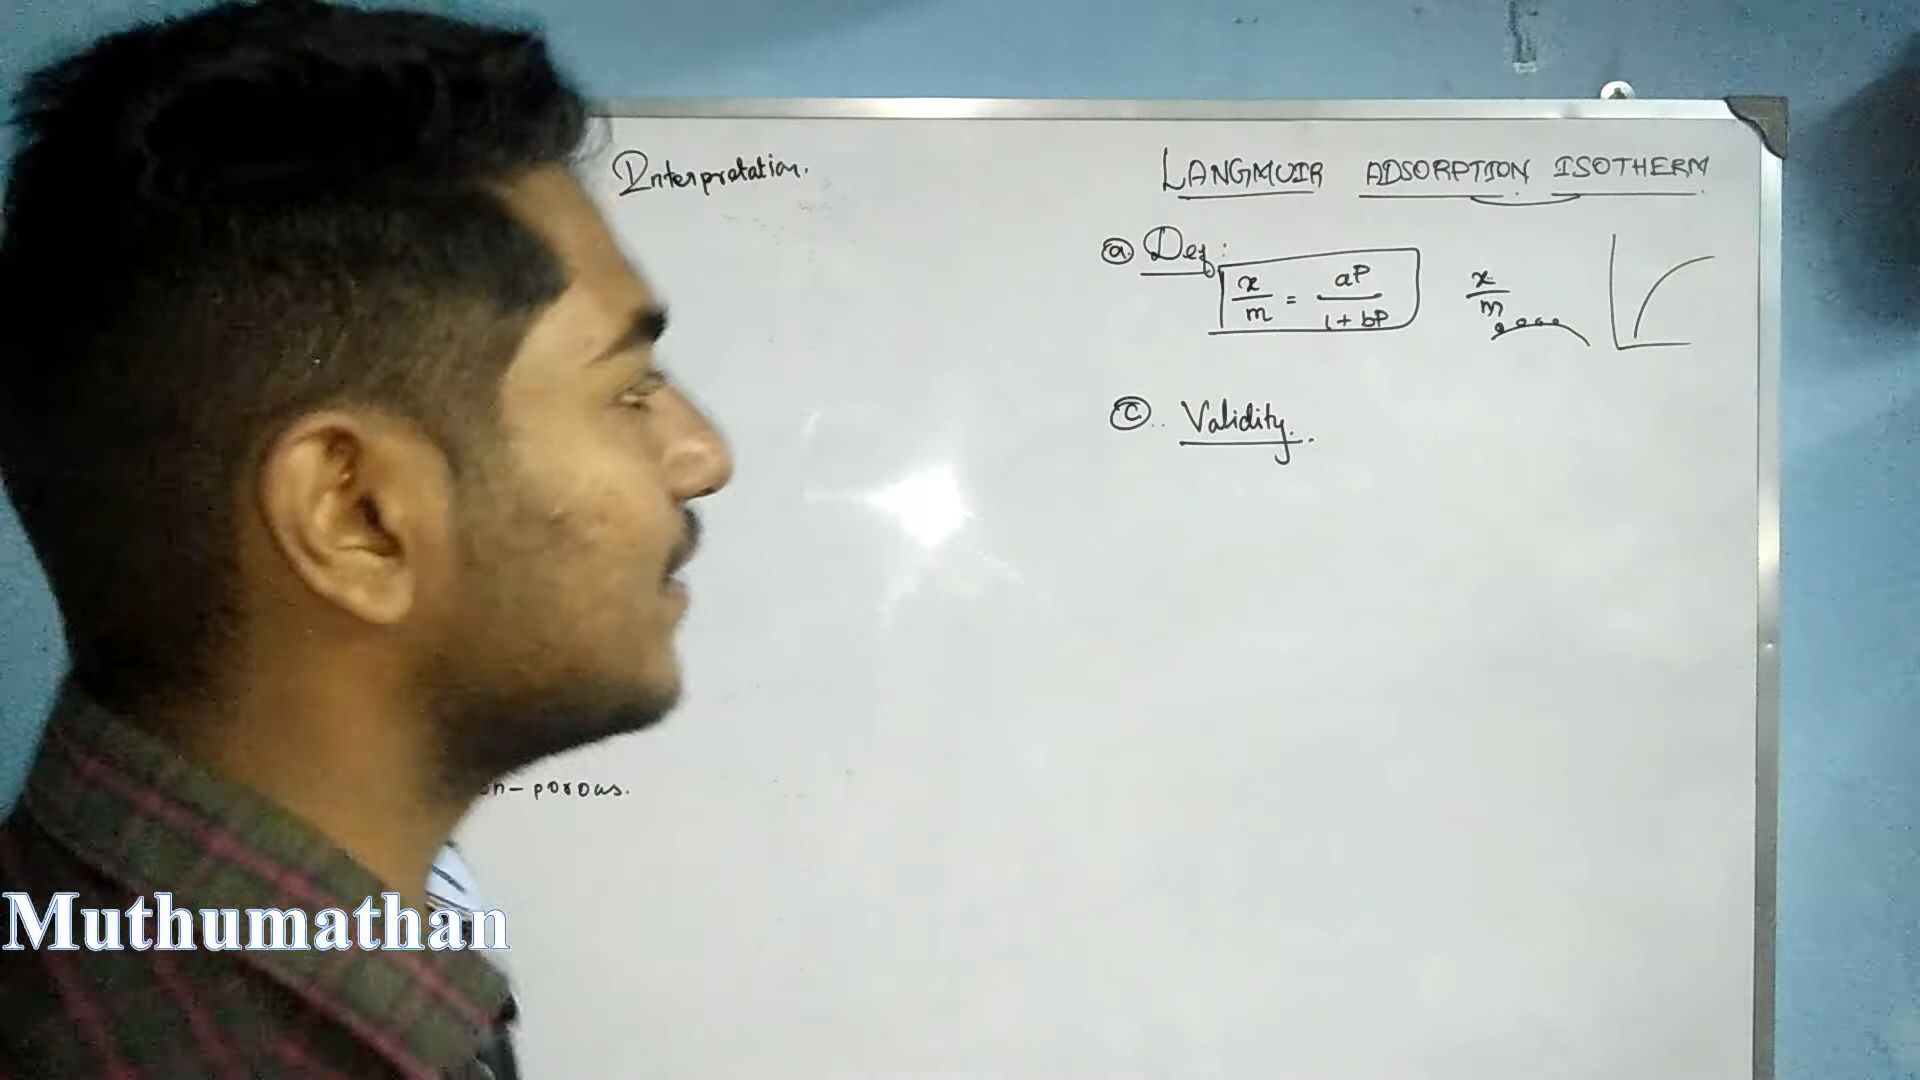 Interpretation.
on-porous.
LANGMUIR ADSORPTION ISOTHERM
(a) Def:
x/m = aP/1+bP
x/m
(c).. Validity..
Muthumathan